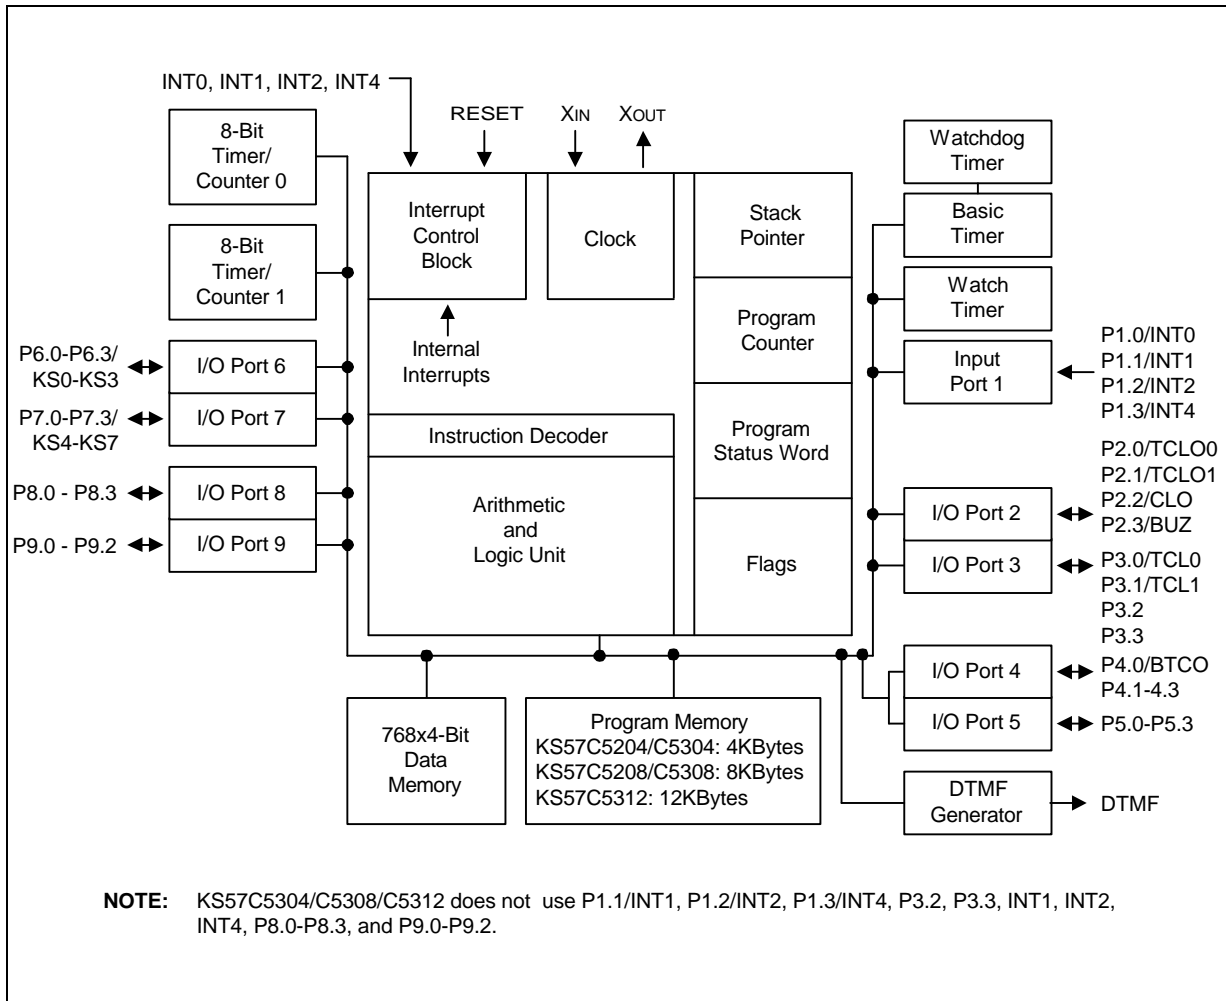 INT0, INT1, INT2, INT4
RESET
XIN
XOUT
8-Bit
Timer/
Counter 0
8-Bit
Timer/
Counter 1
P6.0-P6.3/
KS0-KS3
I/O Port 6
P7.0-P7.3/
KS4-KS7
I/O Port 7
P8.0 - P8.3
I/O Port 8
P9.0 - P9.2
I/O Port 9
Interrupt
Control
Block
Clock
Internal
Interrupts
Instruction Decoder
Arithmetic
and
Logic Unit
Stack
Pointer
Program
Counter
Program
Status Word
Flags
Watchdog
Timer
Basic
Timer
Watch
Timer
Input
Port 1
P1.0/INT0
P1.1/INT1
P1.2/INT2
P1.3/INT4
I/O Port 2
P2.0/TCLO0
P2.1/TCLO1
P2.2/CLO
P2.3/BUZ
I/O Port 3
P3.0/TCL0
P3.1/TCL1
P3.2
P3.3
I/O Port 4
P4.0/BTCO
P4.1-4.3
I/O Port 5
P5.0-P5.3
DTMF
Generator
DTMF
768x4-Bit
Data
Memory
Program Memory
KS57C5204/C5304: 4KBytes
KS57C5208/C5308: 8KBytes
KS57C5312: 12KBytes
NOTE: KS57C5304/C5308/C5312 does not use P1.1/INT1, P1.2/INT2, P1.3/INT4, P3.2, P3.3, INT1, INT2,
INT4, P8.0-P8.3, and P9.0-P9.2.